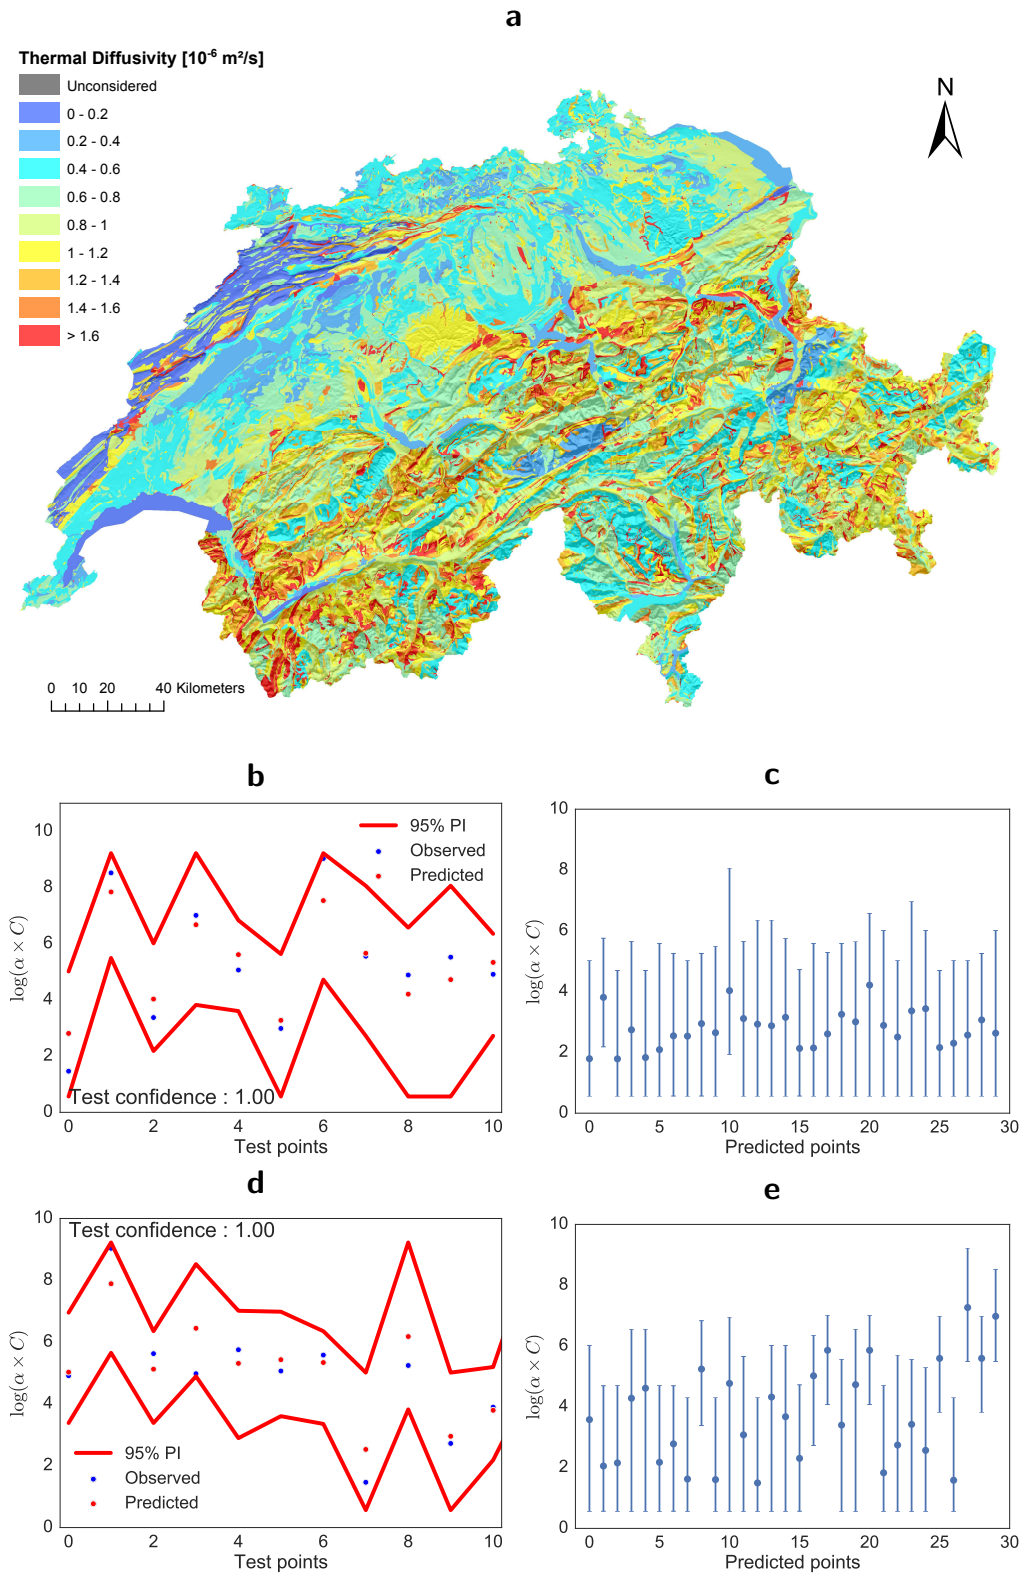 a
Thermal Diffusivity [10⁻⁶ m²/s]
Unconsidered
0 - 0.2
0.2 - 0.4
0.4 - 0.6
0.6 - 0.8
0.8 - 1
1 - 1.2
1.2 - 1.4
1.4 - 1.6
> 1.6
N
0 10 20 40 Kilometers
b
10
8
6
4
2
0
log(α × C)
95% PI
Observed
Predicted
Test confidence : 1.00
0 2 4 6 8 10
Test points
c
10
8
6
4
2
0
log(α × C)
0 5 10 15 20 25 30
Predicted points
d
10
8
6
4
2
0
log(α × C)
Test confidence : 1.00
95% PI
Observed
Predicted
0 2 4 6 8 10
Test points
e
10
8
6
4
2
0
log(α × C)
0 5 10 15 20 25 30
Predicted points